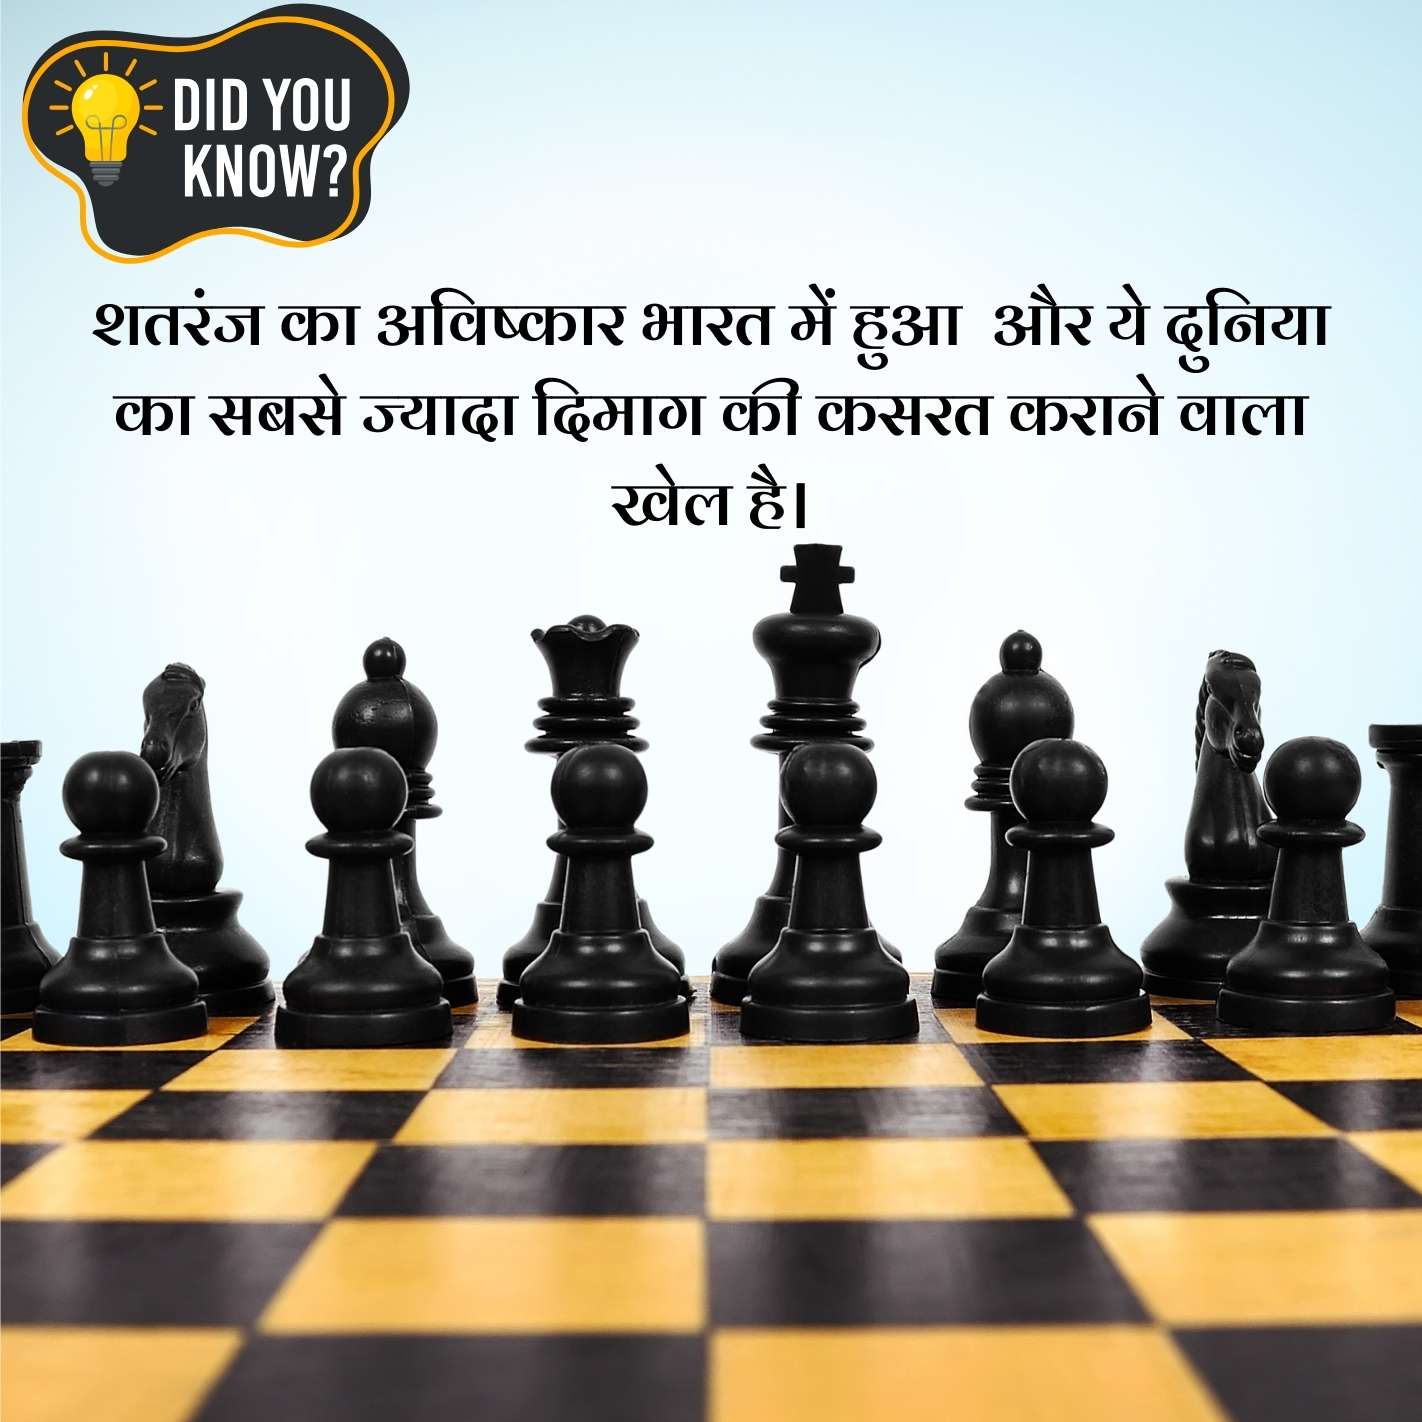 DID YOU
KNOW?
शतरंज का अविष्कार भारत में हुआ और ये दुनिया
का सबसे ज्यादा दिमाग की कसरत कराने वाला
खेल है।